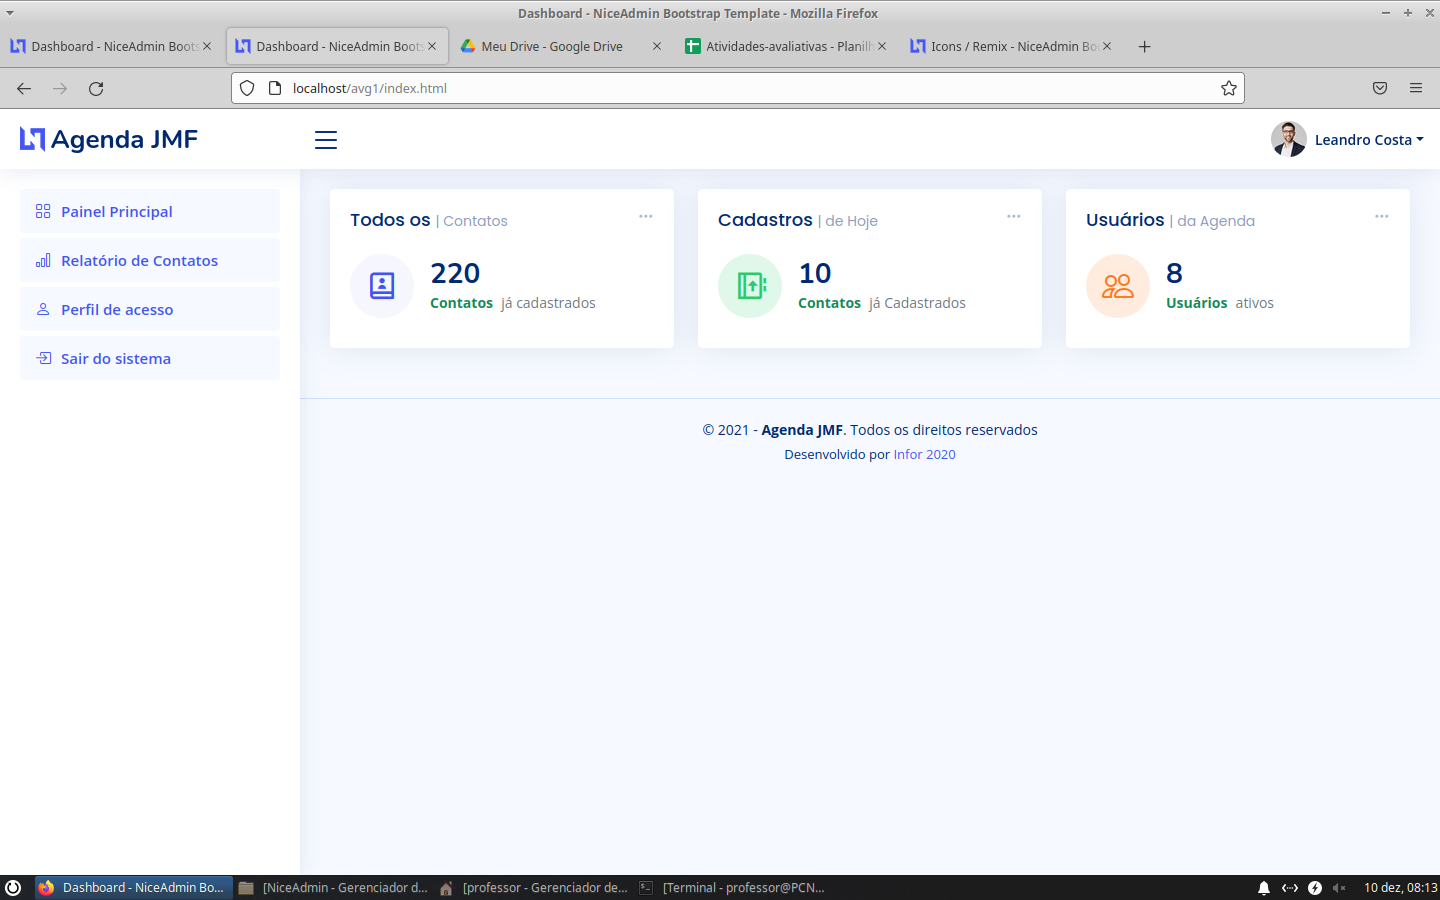 Dashboard - NiceAdmin Bootstrap Template - Mozilla Firefox
Dashboard - NiceAdmin Boots
Dashboard - NiceAdmin Boots
Meu Drive - Google Drive
Atividades-avaliativas - Planilh
Icons / Remix - NiceAdmin Bo
localhost/avg1/index.html
Agenda JMF
Leandro Costa
Painel Principal
Relatório de Contatos
Perfil de acesso
Sair do sistema
Todos os | Contatos
220
Contatos já cadastrados
Cadastros | de Hoje
10
Contatos já Cadastrados
Usuários | da Agenda
8
Usuários ativos
© 2021 - Agenda JMF. Todos os direitos reservados
Desenvolvido por Infor 2020
Dashboard - NiceAdmin Bo...
[NiceAdmin - Gerenciador d...
[professor - Gerenciador de...
[Terminal - professor@PCN...
10 dez, 08:13